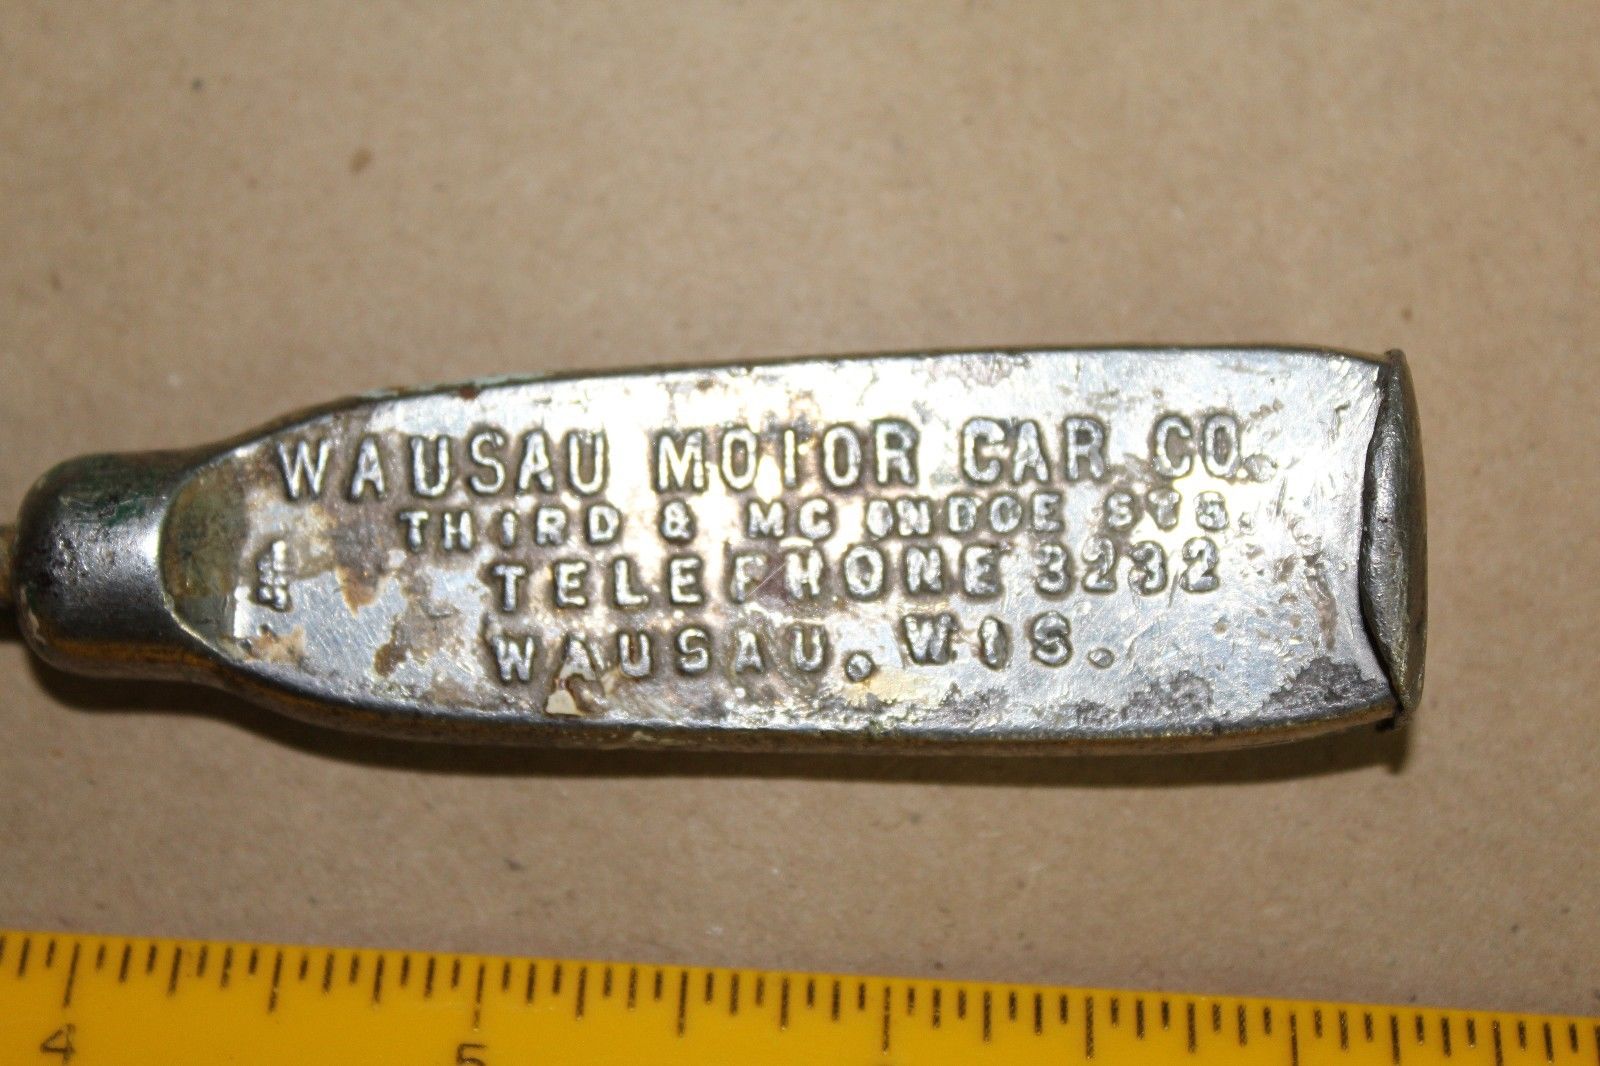 WAUSAU MOTOR CAR CO.
THIRD & MC INDOE STS.
TELEPHONE 3232
WAUSAU, WIS.
4
5